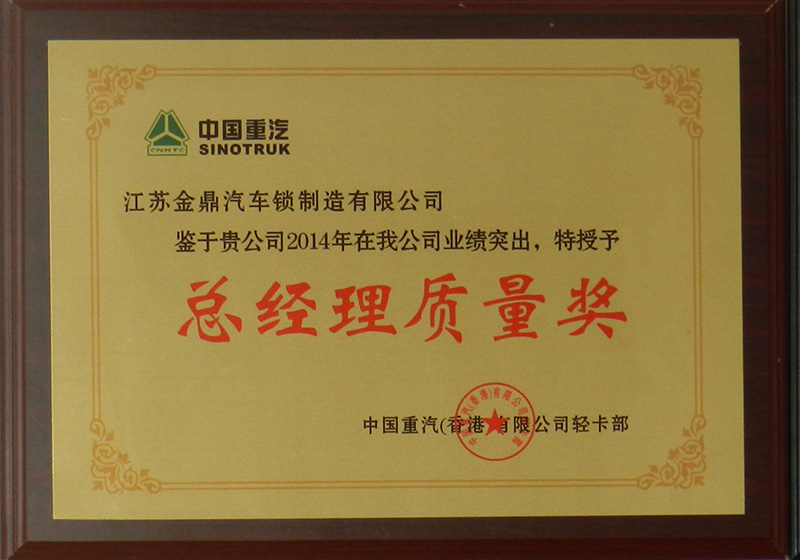 中国重汽
SINOTRUK
CNHTC
江苏金鼎汽车锁制造有限公司
鉴于贵公司2014年在我公司业绩突出，特授予
总经理质量奖
中国重汽(香港)有限公司轻卡部